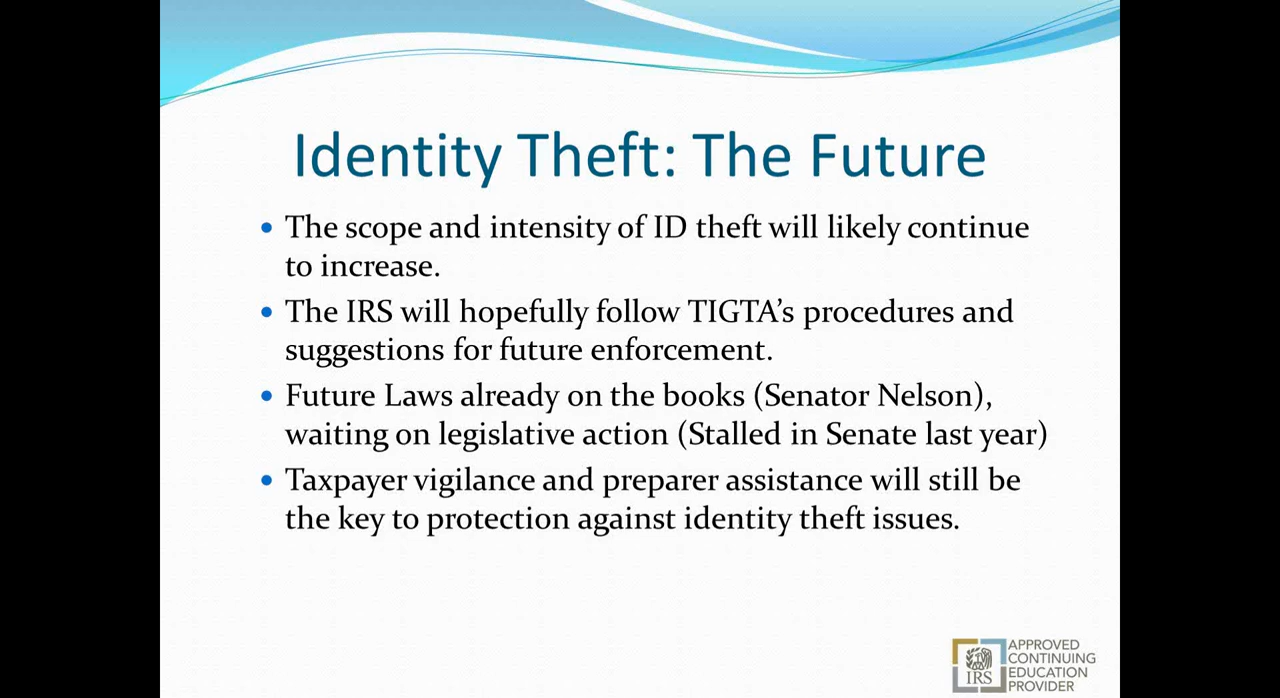 Identity Theft: The Future
• The scope and intensity of ID theft will likely continue
to increase.
• The IRS will hopefully follow TIGTA’s procedures and
suggestions for future enforcement.
• Future Laws already on the books (Senator Nelson),
waiting on legislative action (Stalled in Senate last year)
• Taxpayer vigilance and preparer assistance will still be
the key to protection against identity theft issues.
APPROVED
CONTINUING
EDUCATION
PROVIDER
IRS